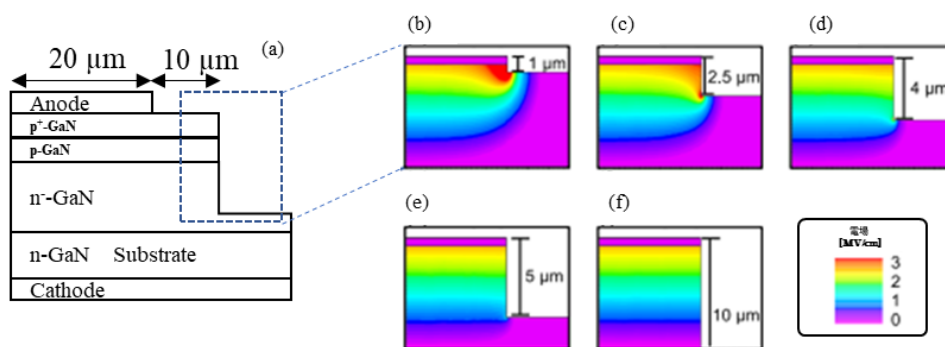 20 µm
10 µm
(a)
Anode
p⁺-GaN
p-GaN
n⁻-GaN
n-GaN Substrate
Cathode
(b)
1 µm
(c)
2.5 µm
(d)
4 µm
(e)
5 µm
(f)
10 µm
電場
[MV/cm]
3
2
1
0